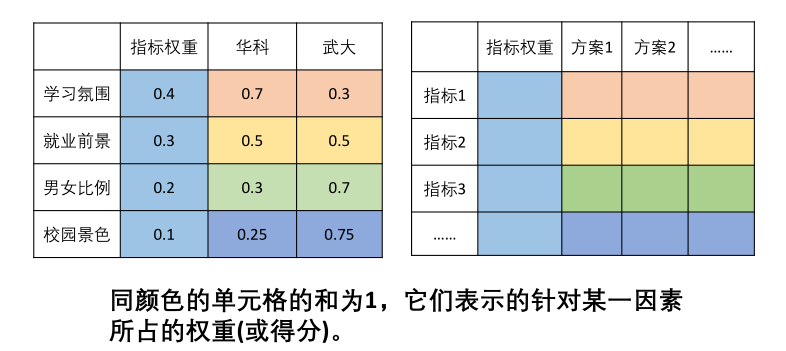 指标权重 华科 武大
学习氛围 0.4 0.7 0.3
就业前景 0.3 0.5 0.5
男女比例 0.2 0.3 0.7
校园景色 0.1 0.25 0.75
指标权重 方案1 方案2 ……
指标1
指标2
指标3
……
同颜色的单元格的和为1，它们表示的针对某一因素
所占的权重(或得分)。